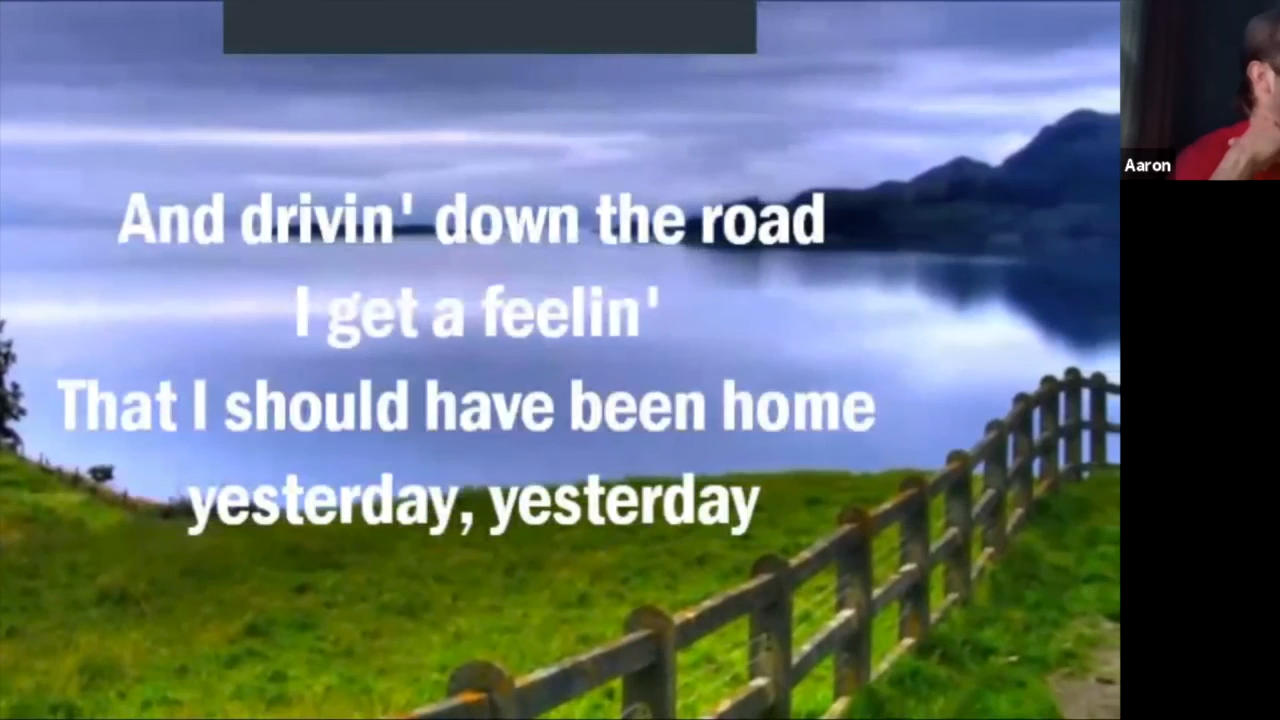 And drivin' down the road
I get a feelin'
That I should have been home
yesterday, yesterday
Aaron